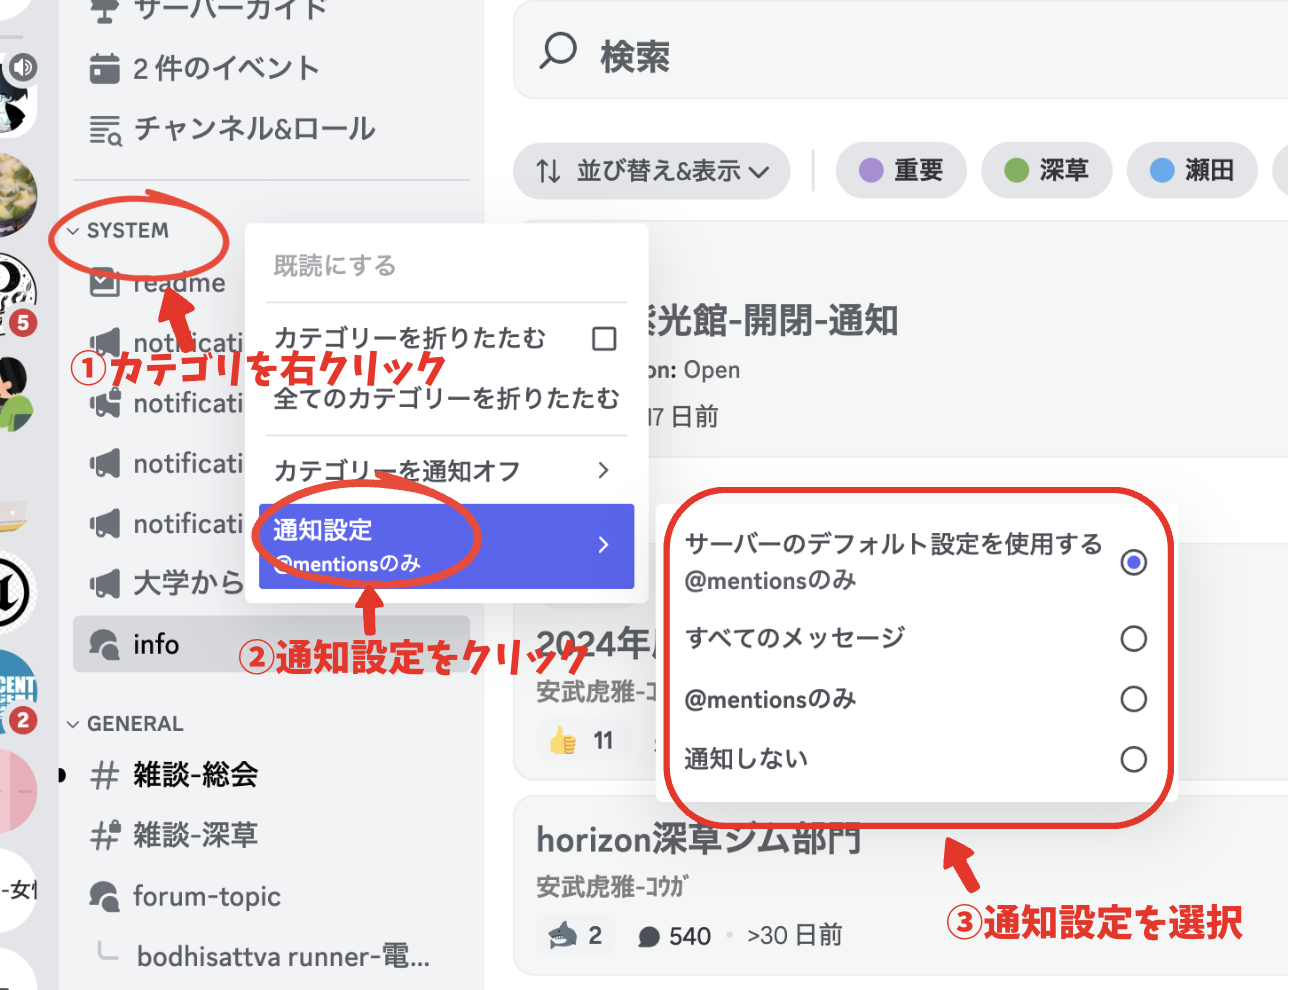 サーバーガイド
2 件のイベント
チャンネル&ロール
SYSTEM
readme
notificati
notificati
notificati
notificati
大学から
info
GENERAL
雑談-総会
雑談-深草
forum-topic
bodhisattva runner-電...
5
2
①カテゴリを右クリック
既読にする
カテゴリーを折りたたむ
全てのカテゴリーを折りたたむ
カテゴリーを通知オフ
通知設定
@mentionsのみ
②通知設定をクリック
検索
並び替え&表示
重要
深草
瀬田
光館-開閉-通知
on: Open
17 日前
サーバーのデフォルト設定を使用する
@mentionsのみ
すべてのメッセージ
@mentionsのみ
通知しない
2024年
安武虎雅-コ
11
horizon深草ジム部門
安武虎雅-コウガ
2
540
>30 日前
③通知設定を選択